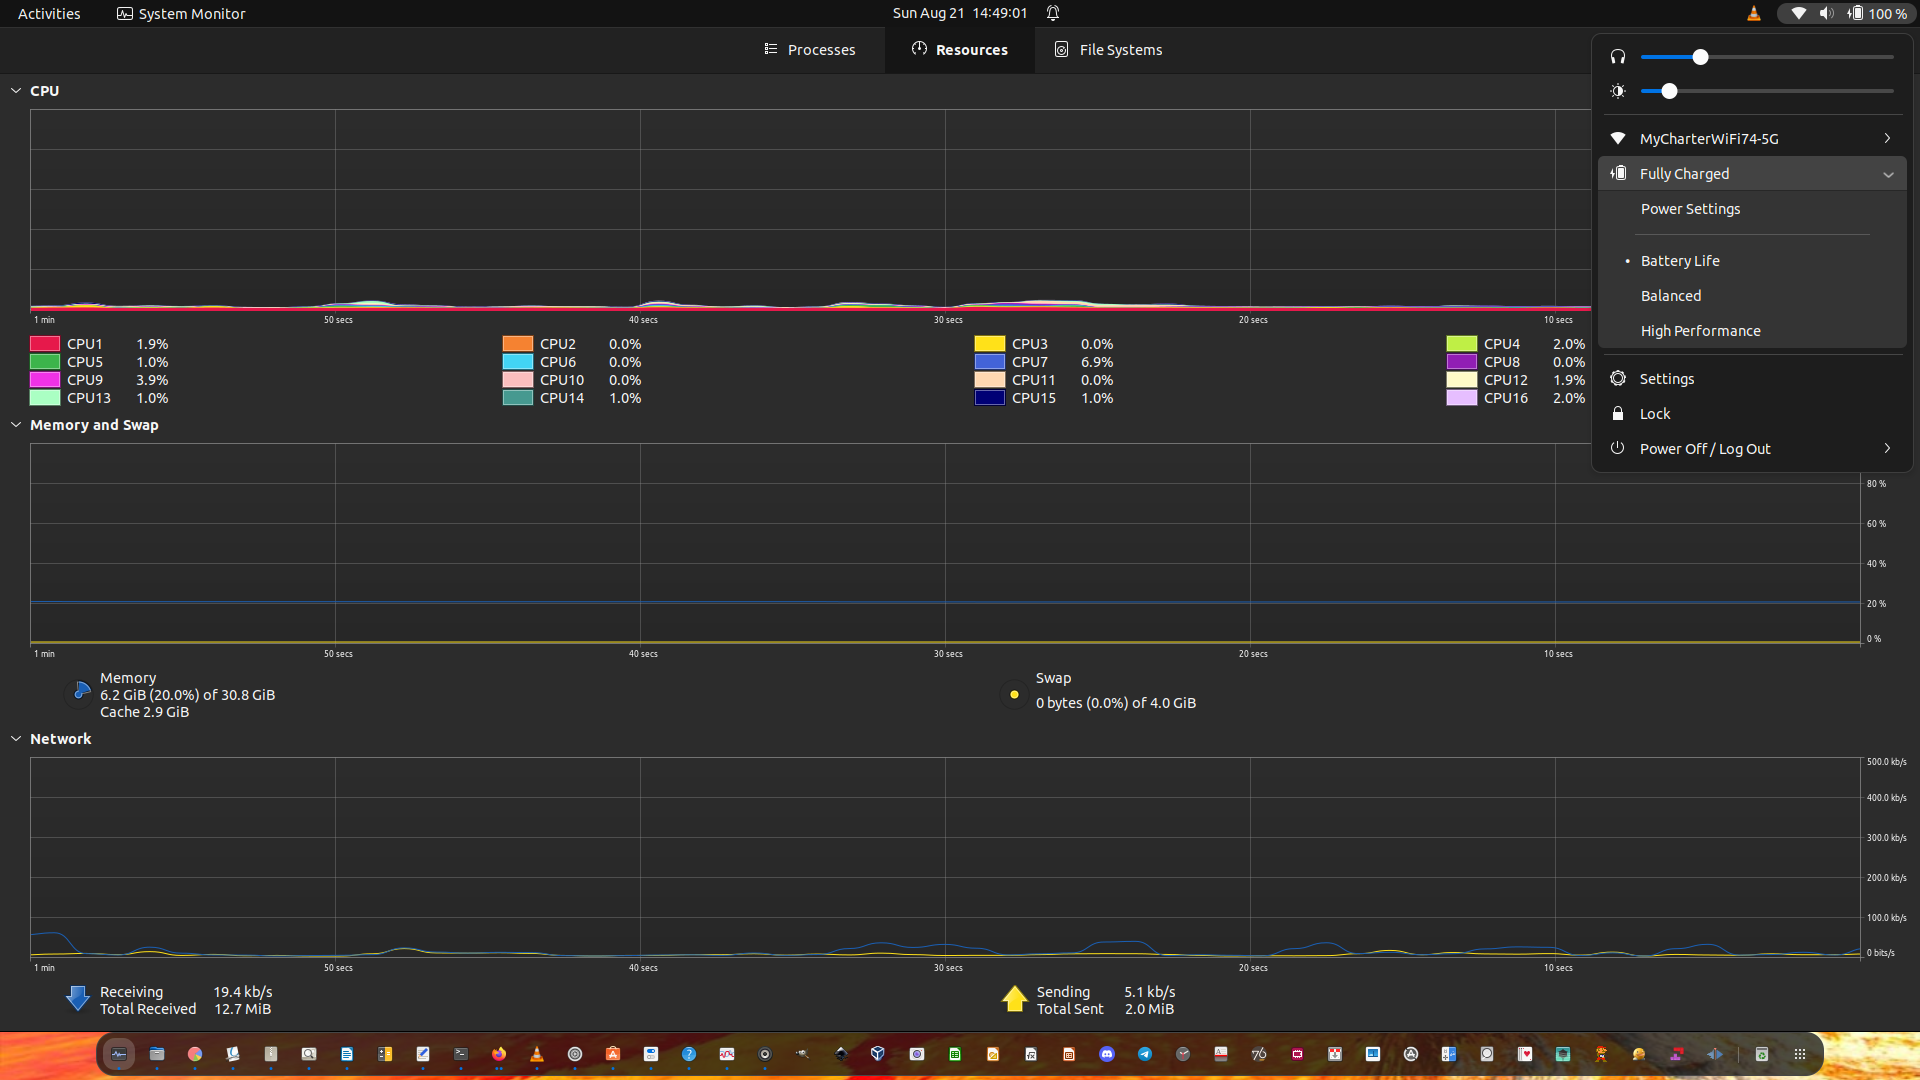 Activities
System Monitor
Sun Aug 21 14:49:01
100 %
Processes
Resources
File Systems
CPU
1 min
50 secs
40 secs
30 secs
20 secs
10 secs
CPU1 1.9%
CPU2 0.0%
CPU3 0.0%
CPU4 2.0%
CPU5 1.0%
CPU6 0.0%
CPU7 6.9%
CPU8 0.0%
CPU9 3.9%
CPU10 0.0%
CPU11 0.0%
CPU12 1.9%
CPU13 1.0%
CPU14 1.0%
CPU15 1.0%
CPU16 2.0%
MyCharterWiFi74-5G
Fully Charged
Power Settings
Battery Life
Balanced
High Performance
Settings
Lock
Power Off / Log Out
Memory and Swap
80 %
60 %
40 %
20 %
0 %
1 min
50 secs
40 secs
30 secs
20 secs
10 secs
Memory
6.2 GiB (20.0%) of 30.8 GiB
Cache 2.9 GiB
Swap
0 bytes (0.0%) of 4.0 GiB
Network
500.0 kb/s
400.0 kb/s
300.0 kb/s
200.0 kb/s
100.0 kb/s
0 bits/s
1 min
50 secs
40 secs
30 secs
20 secs
10 secs
Receiving 19.4 kb/s
Total Received 12.7 MiB
Sending 5.1 kb/s
Total Sent 2.0 MiB
76